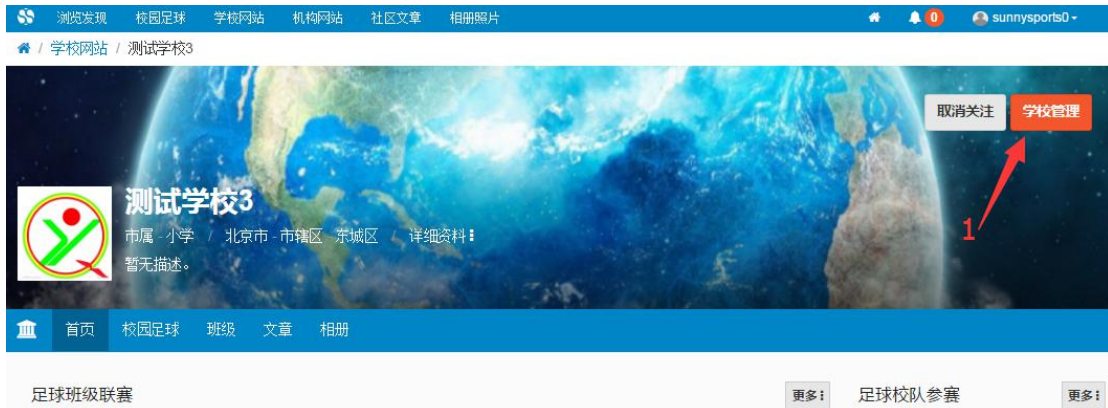 浏览发现 校园足球 学校网站 机构网站 社区文章 相册照片 0 sunnysports0
/ 学校网站 / 测试学校3
取消关注 学校管理
1
测试学校3
市属 - 小学 / 北京市 - 市辖区 东城区 / 详细资料
暂无描述。
首页 校园足球 班级 文章 相册
足球班级联赛 更多 足球校队参赛 更多